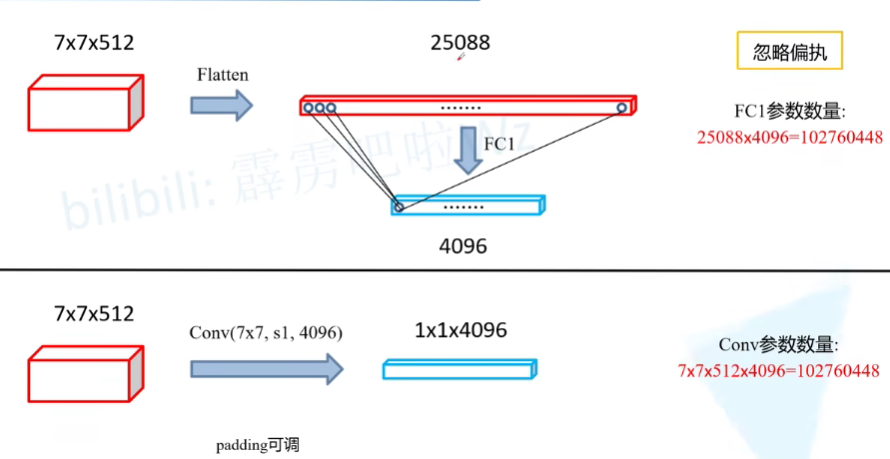 7x7x512
25088
忽略偏执
Flatten
FC1参数数量:
25088x4096=102760448
.......
FC1
bilibili: 霹雳吧啦Wz
.......
4096
7x7x512
Conv(7x7, s1, 4096)
1x1x4096
Conv参数数量:
7x7x512x4096=102760448
padding可调